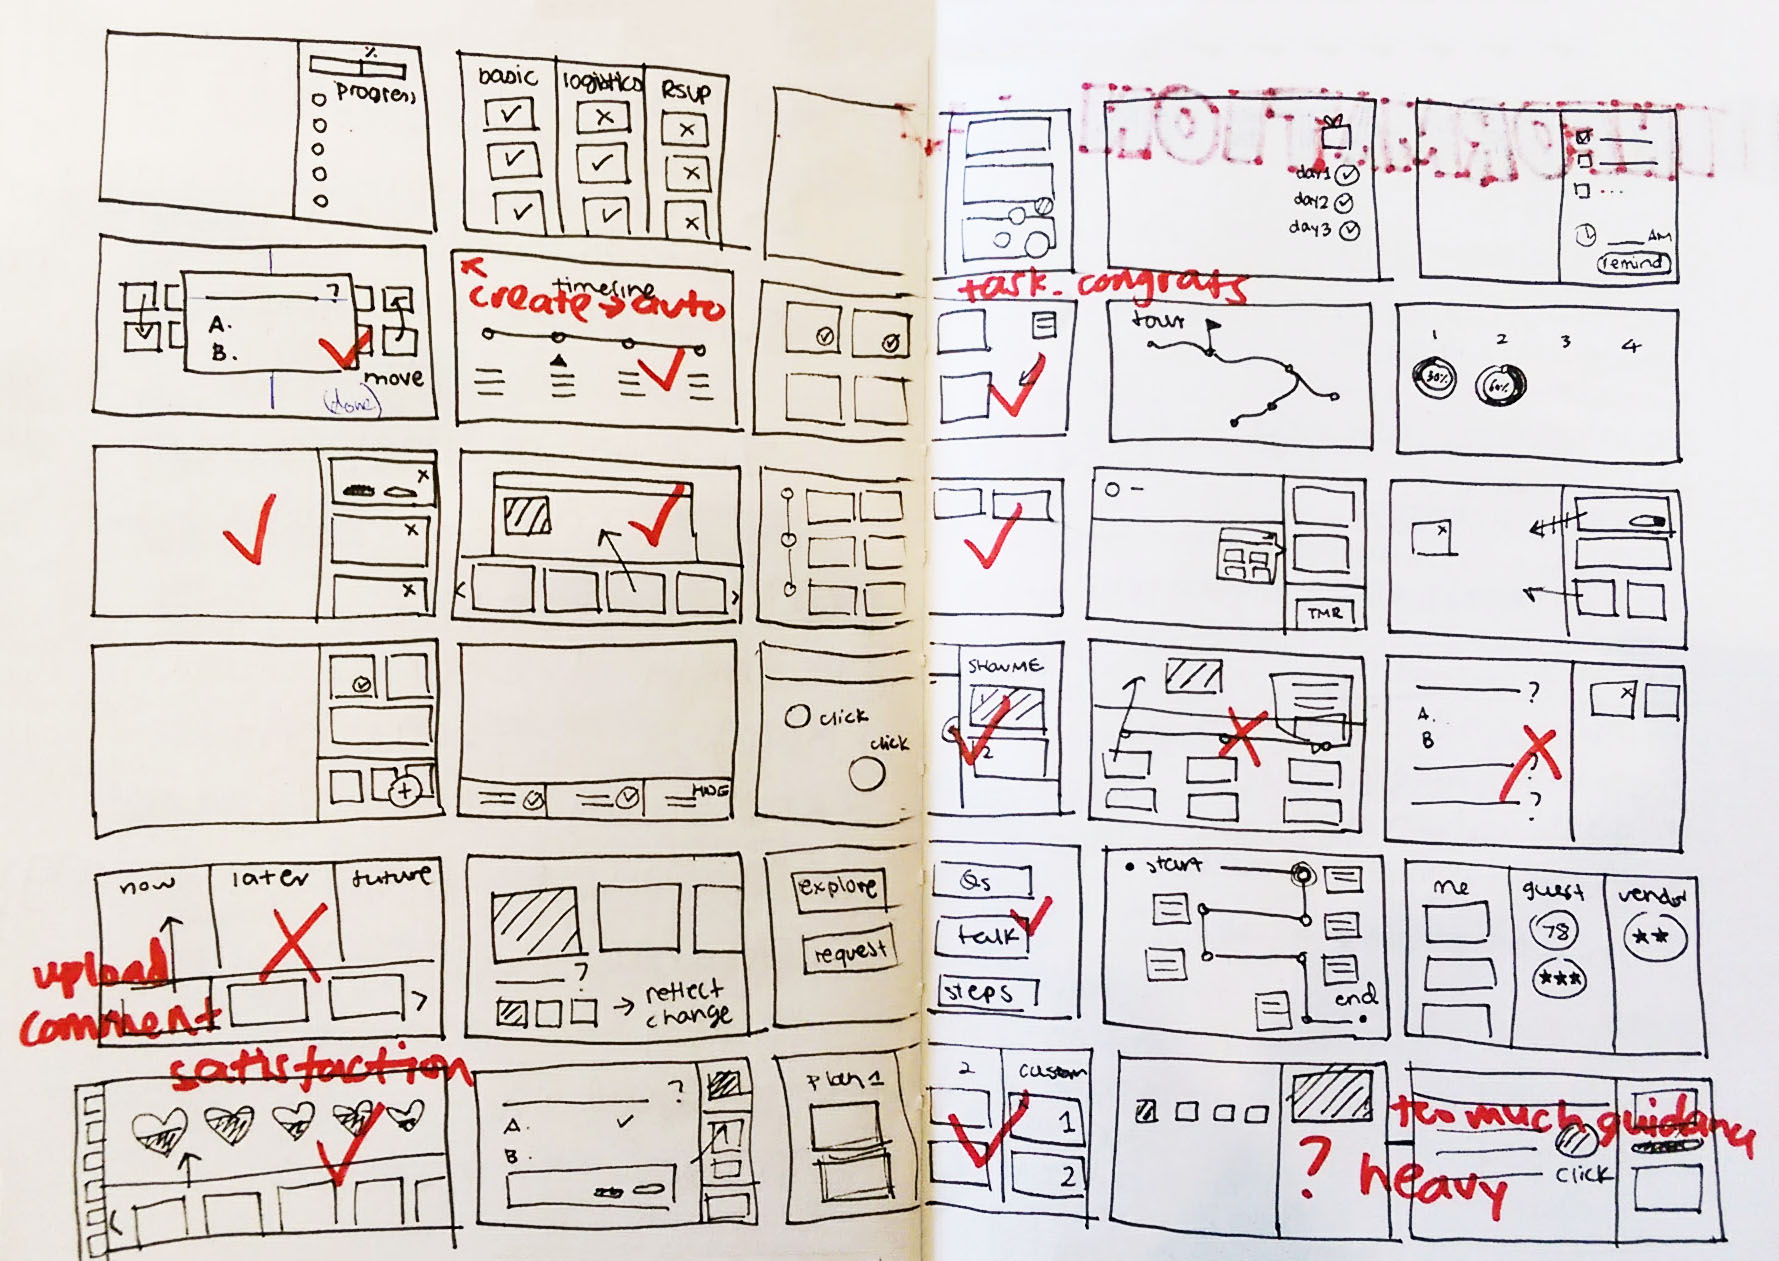 %
progress
basic
logistics
RSVP
day1
day2
day3
AM
remind
?
A.
B.
move
(done)
timeline
create → auto
task. congrats
tour
1 2 3 4
30%
60%
TMR
click
click
SHOW ME
2
?
A.
B
?
?
HIDE
now
later
future
upload
comment
?
→ reflect
change
explore
request
Qs
talk
steps
start
end
me
guest
78
vendor
satisfaction
?
A.
B.
plan 1
2
custom
1
2
?
heavy
too much guidance
click